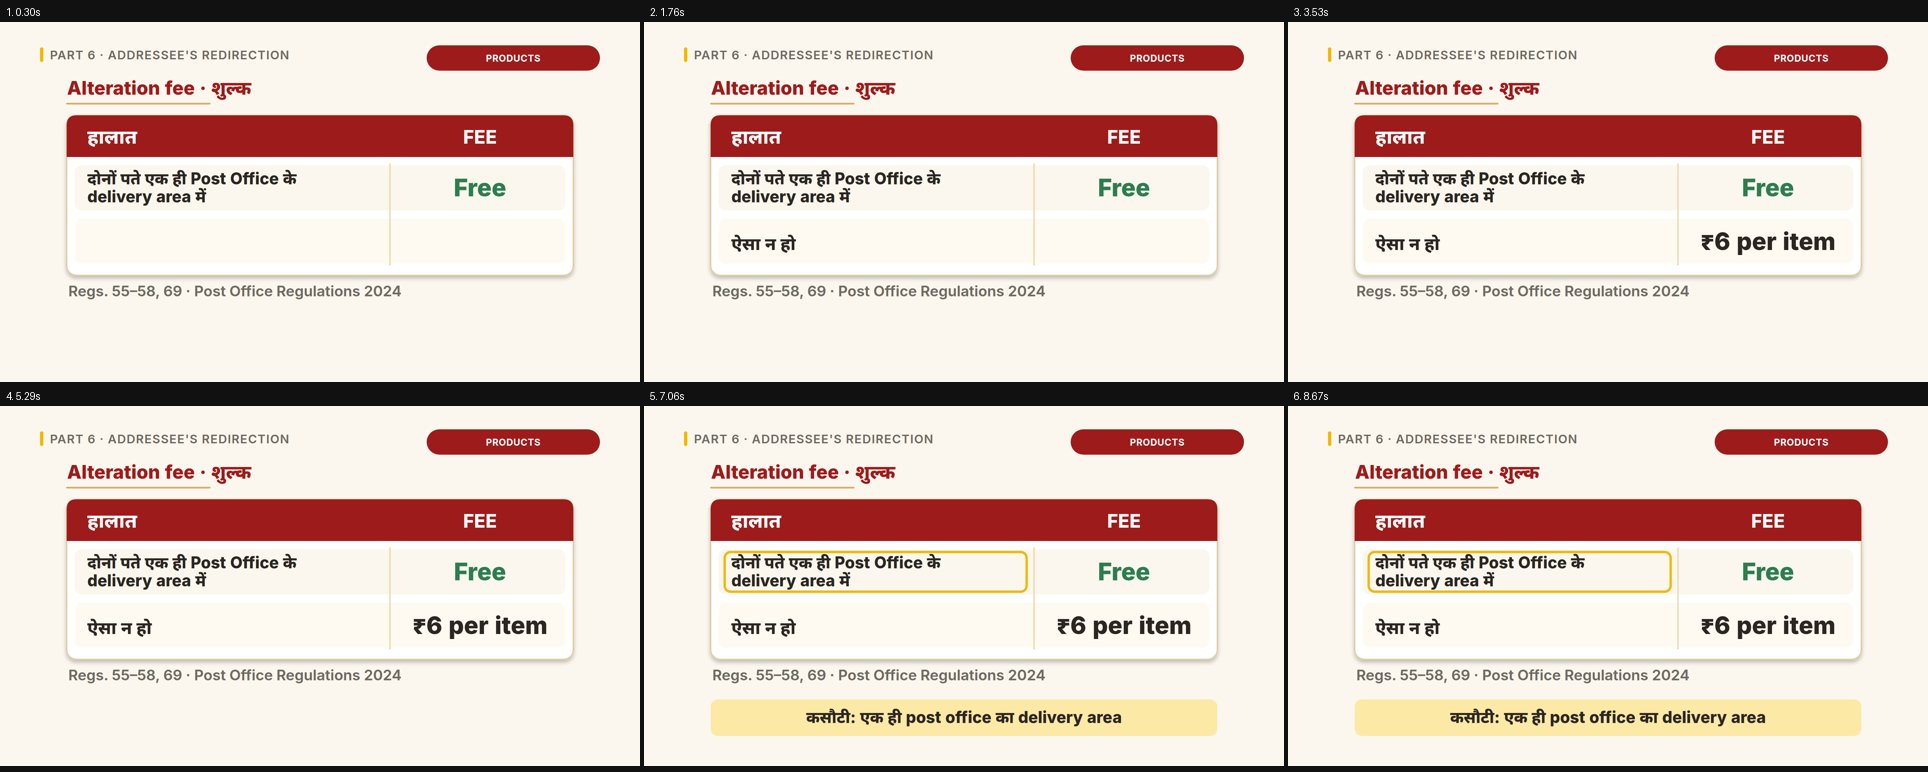 1. 0.30s
PART 6 · ADDRESSEE'S REDIRECTION
PRODUCTS
Alteration fee · शुल्क
हालात FEE
दोनों पते एक ही Post Office के
delivery area में
Free
Regs. 55–58, 69 · Post Office Regulations 2024
2. 1.76s
PART 6 · ADDRESSEE'S REDIRECTION
PRODUCTS
Alteration fee · शुल्क
हालात FEE
दोनों पते एक ही Post Office के
delivery area में
Free
ऐसा न हो
Regs. 55–58, 69 · Post Office Regulations 2024
3. 3.53s
PART 6 · ADDRESSEE'S REDIRECTION
PRODUCTS
Alteration fee · शुल्क
हालात FEE
दोनों पते एक ही Post Office के
delivery area में
Free
ऐसा न हो ₹6 per item
Regs. 55–58, 69 · Post Office Regulations 2024
4. 5.29s
PART 6 · ADDRESSEE'S REDIRECTION
PRODUCTS
Alteration fee · शुल्क
हालात FEE
दोनों पते एक ही Post Office के
delivery area में
Free
ऐसा न हो ₹6 per item
Regs. 55–58, 69 · Post Office Regulations 2024
5. 7.06s
PART 6 · ADDRESSEE'S REDIRECTION
PRODUCTS
Alteration fee · शुल्क
हालात FEE
दोनों पते एक ही Post Office के
delivery area में
Free
ऐसा न हो ₹6 per item
Regs. 55–58, 69 · Post Office Regulations 2024
कसौटी: एक ही post office का delivery area
6. 8.67s
PART 6 · ADDRESSEE'S REDIRECTION
PRODUCTS
Alteration fee · शुल्क
हालात FEE
दोनों पते एक ही Post Office के
delivery area में
Free
ऐसा न हो ₹6 per item
Regs. 55–58, 69 · Post Office Regulations 2024
कसौटी: एक ही post office का delivery area